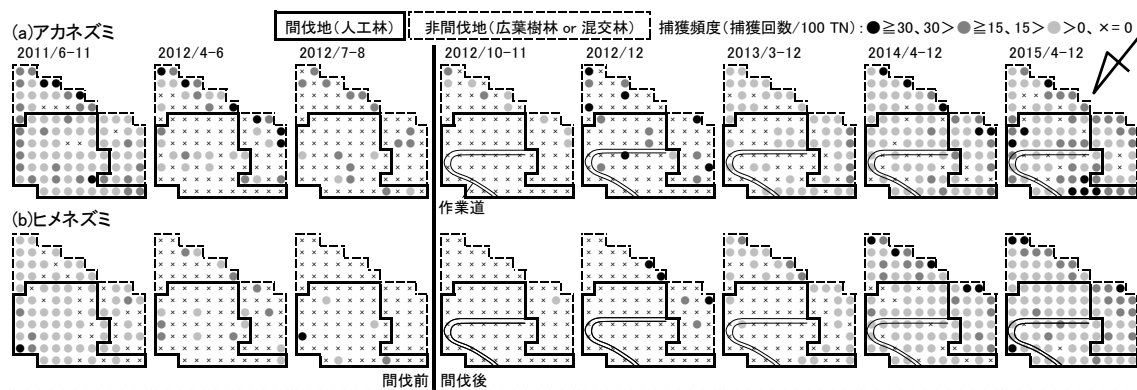 間伐地(人工林) 非間伐地(広葉樹林 or 混交林) 捕獲頻度(捕獲回数/100 TN):●≧30、30>●≧15、15>●>0、×=0
(a)アカネズミ
2011/6-11 2012/4-6 2012/7-8 2012/10-11 2012/12 2013/3-12 2014/4-12 2015/4-12
作業道
(b)ヒメネズミ
間伐前 間伐後